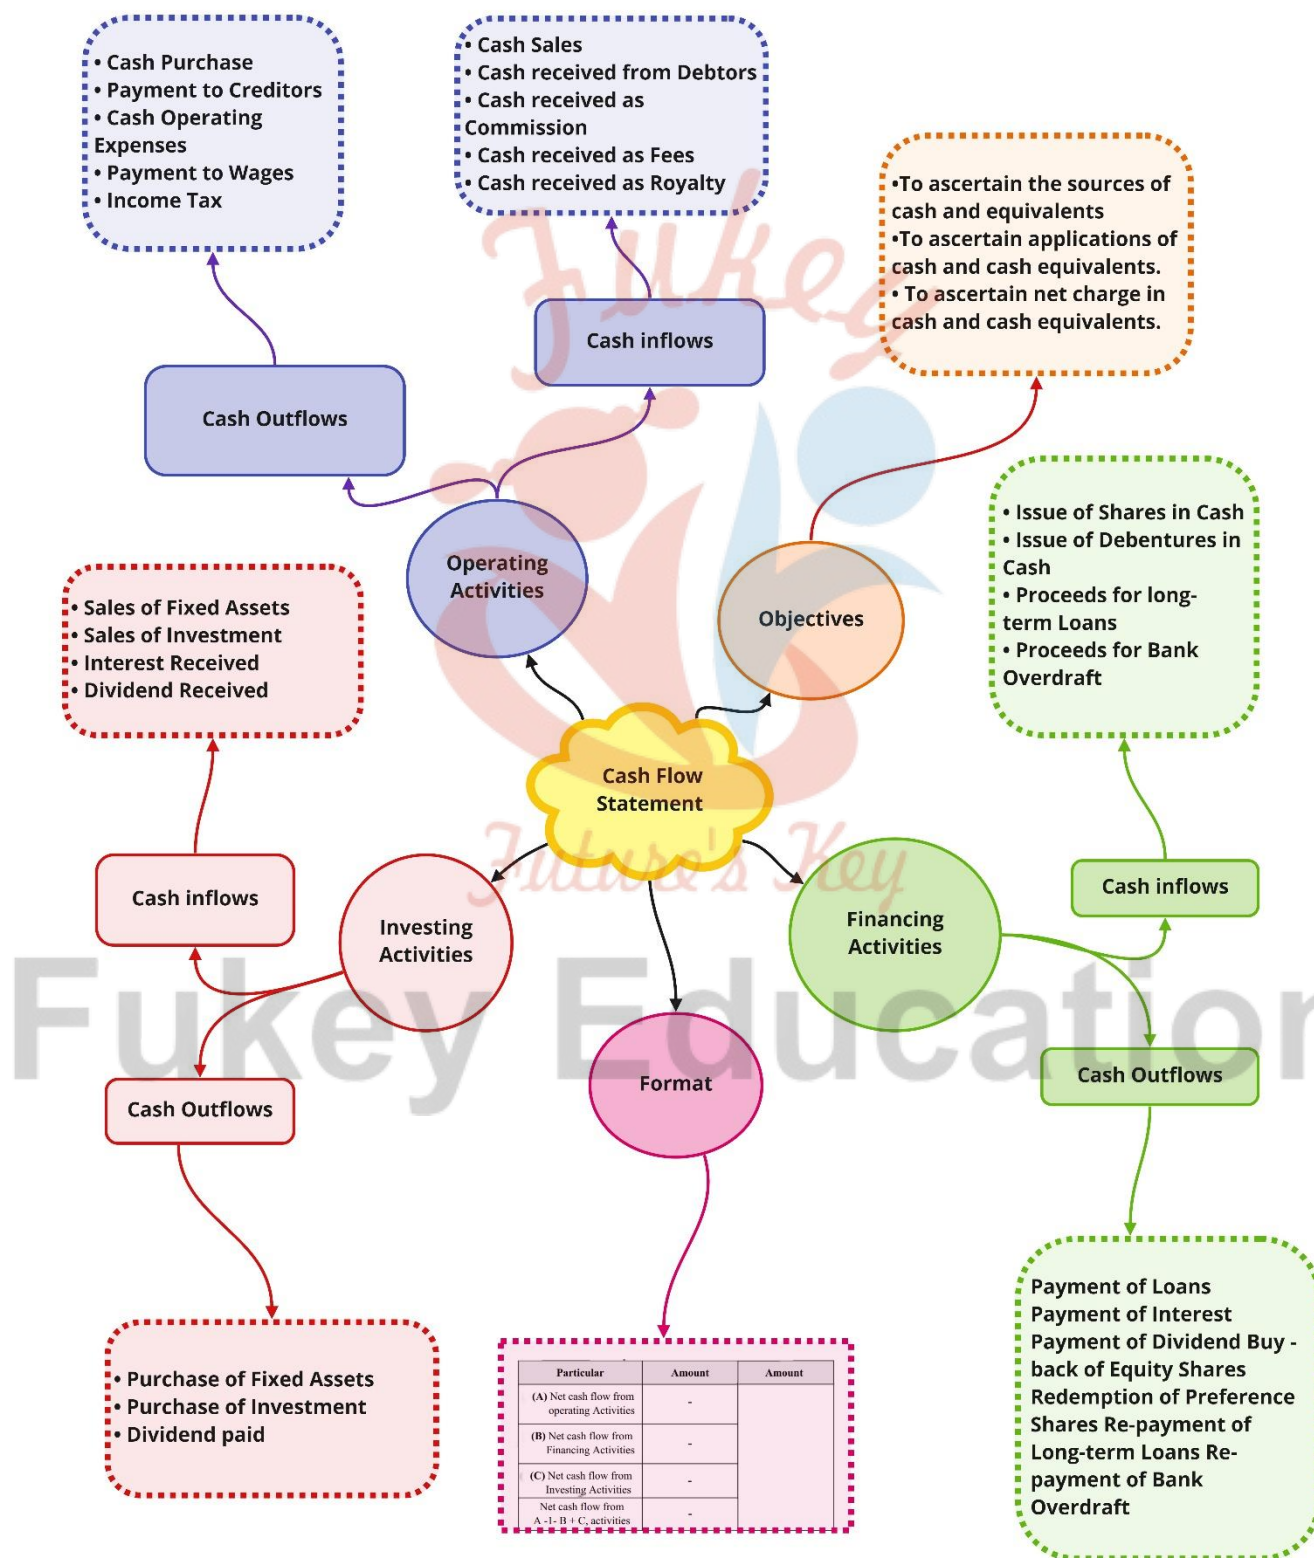 • Cash Purchase
• Payment to Creditors
• Cash Operating
Expenses
• Payment to Wages
• Income Tax
• Cash Sales
• Cash received from Debtors
• Cash received as
Commission
• Cash received as Fees
• Cash received as Royalty
•To ascertain the sources of
cash and equivalents
•To ascertain applications of
cash and cash equivalents.
• To ascertain net charge in
cash and cash equivalents.
Fukey
Cash inflows
Cash Outflows
Operating
Activities
Objectives
• Issue of Shares in Cash
• Issue of Debentures in
Cash
• Proceeds for long-
term Loans
• Proceeds for Bank
Overdraft
• Sales of Fixed Assets
• Sales of Investment
• Interest Received
• Dividend Received
Cash Flow
Statement
Future's Key
Cash inflows
Investing
Activities
Financing
Activities
Cash inflows
Fukey Education
Cash Outflows
Format
Cash Outflows
• Purchase of Fixed Assets
• Purchase of Investment
• Dividend paid
Particular Amount Amount
(A) Net cash flow from
operating Activities -
(B) Net cash flow from
Financing Activities -
(C) Net cash flow from
Investing Activities -
Net cash flow from
A -1- B + C, activities -
Payment of Loans
Payment of Interest
Payment of Dividend Buy -
back of Equity Shares
Redemption of Preference
Shares Re-payment of
Long-term Loans Re-
payment of Bank
Overdraft